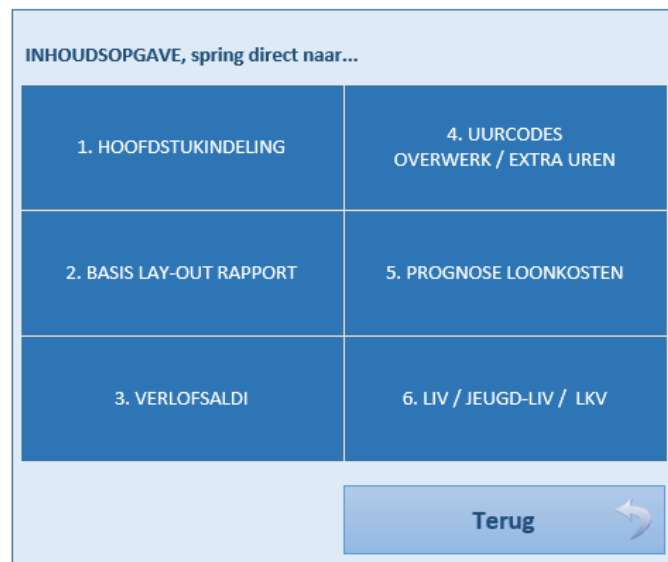 INHOUDSOPGAVE, spring direct naar...
1. HOOFDSTUKINDELING
4. UURCODES
OVERWERK / EXTRA UREN
2. BASIS LAY-OUT RAPPORT
5. PROGNOSE LOONKOSTEN
3. VERLOFSALDI
6. LIV / JEUGD-LIV / LKV
Terug